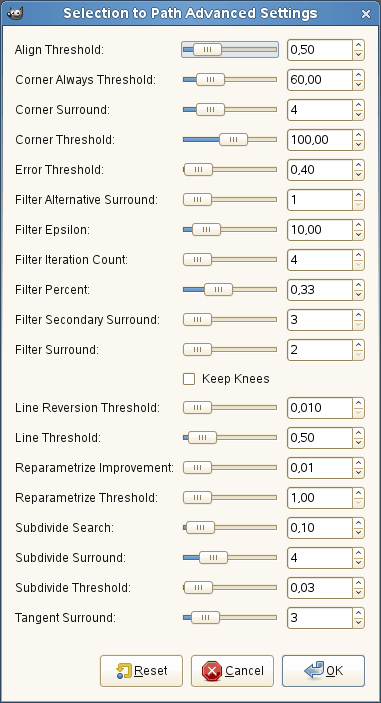 Selection to Path Advanced Settings
Align Threshold: 0,50
Corner Always Threshold: 60,00
Corner Surround: 4
Corner Threshold: 100,00
Error Threshold: 0,40
Filter Alternative Surround: 1
Filter Epsilon: 10,00
Filter Iteration Count: 4
Filter Percent: 0,33
Filter Secondary Surround: 3
Filter Surround: 2
Keep Knees
Line Reversion Threshold: 0,010
Line Threshold: 0,50
Reparametrize Improvement: 0,01
Reparametrize Threshold: 1,00
Subdivide Search: 0,10
Subdivide Surround: 4
Subdivide Threshold: 0,03
Tangent Surround: 3
Reset Cancel OK